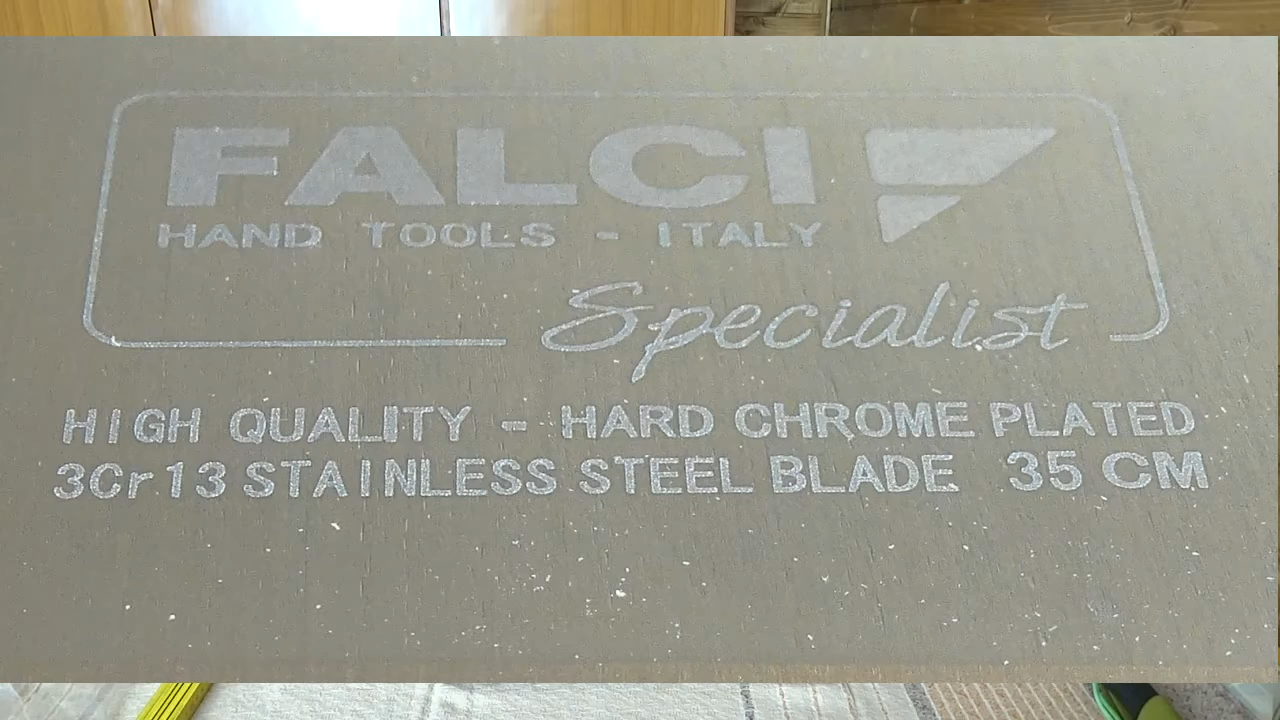 FALCI
HAND TOOLS - ITALY
Specialist
HIGH QUALITY - HARD CHROME PLATED
3Cr13 STAINLESS STEEL BLADE 35 CM